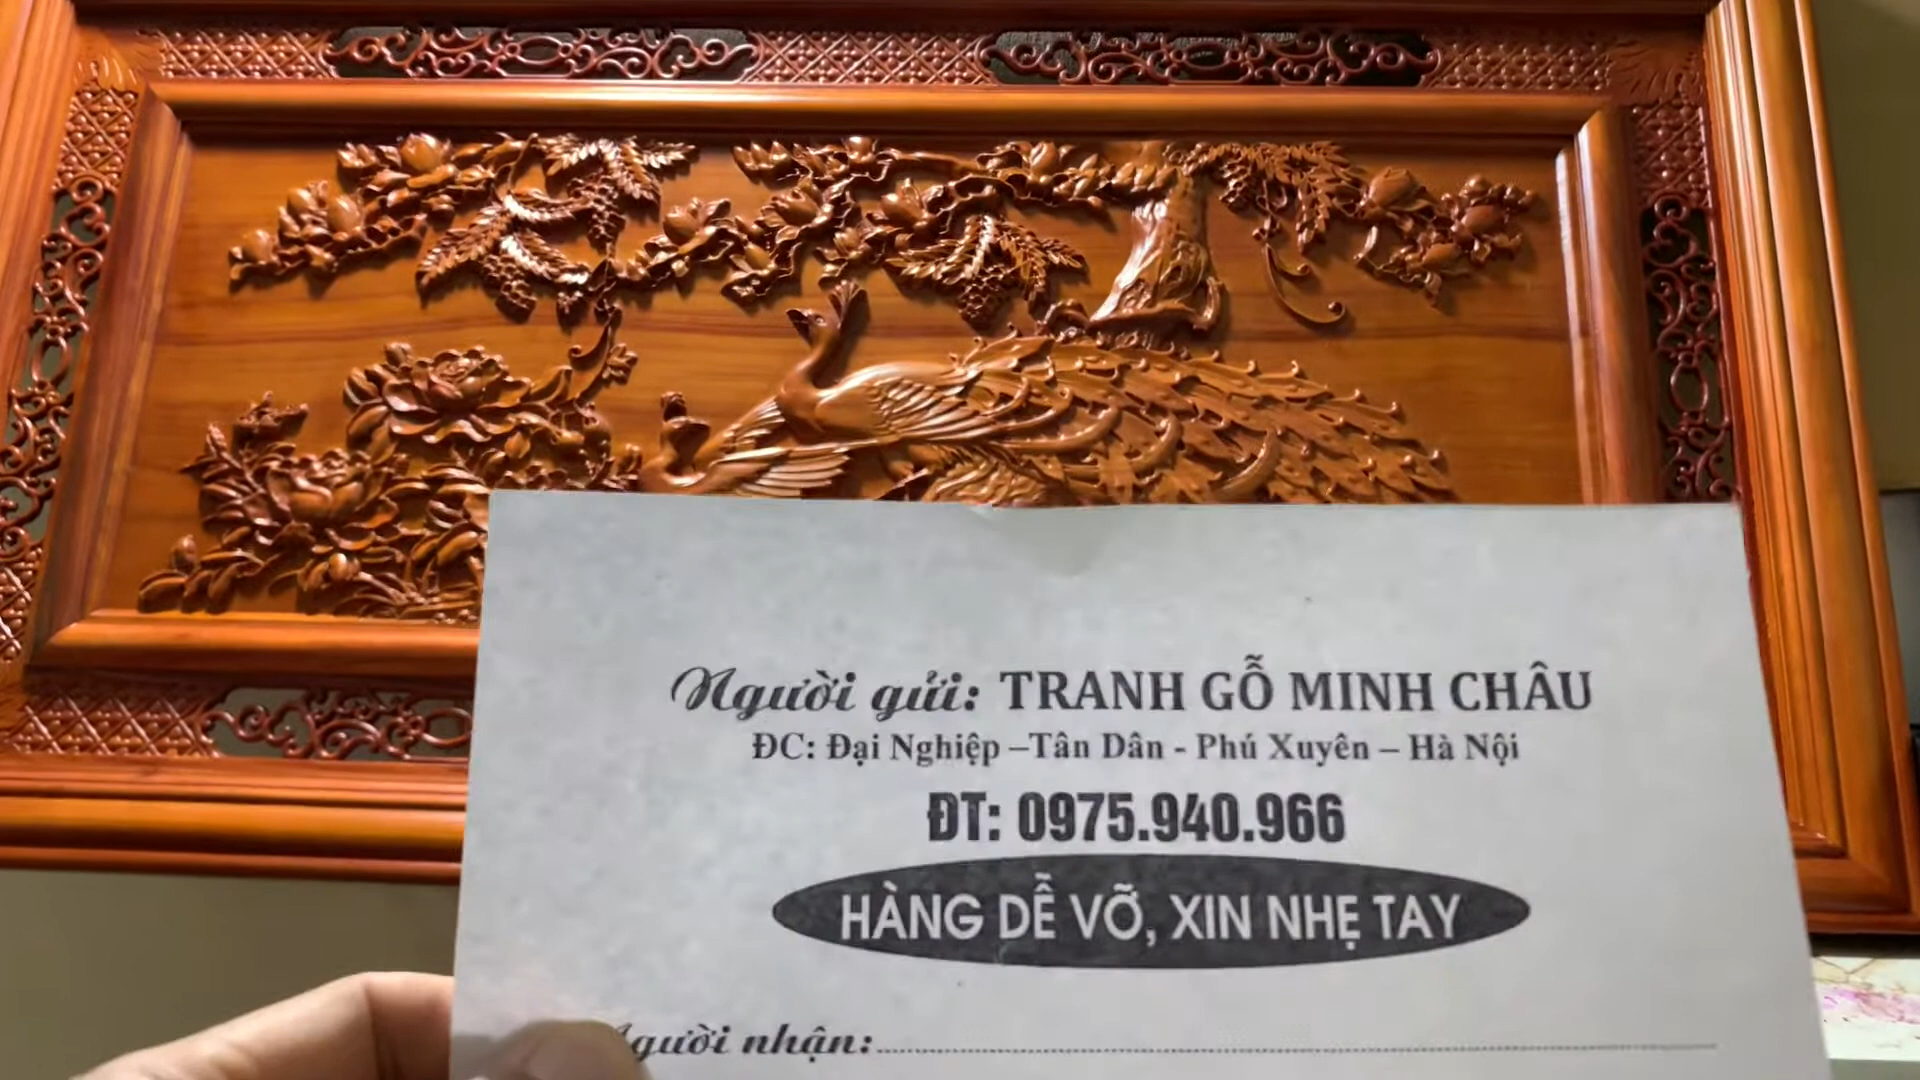 Người gửi: TRANH GỖ MINH CHÂU
ĐC: Đại Nghiệp –Tân Dân - Phú Xuyên – Hà Nội
ĐT: 0975.940.966
HÀNG DỄ VỠ, XIN NHẸ TAY
Người nhận: